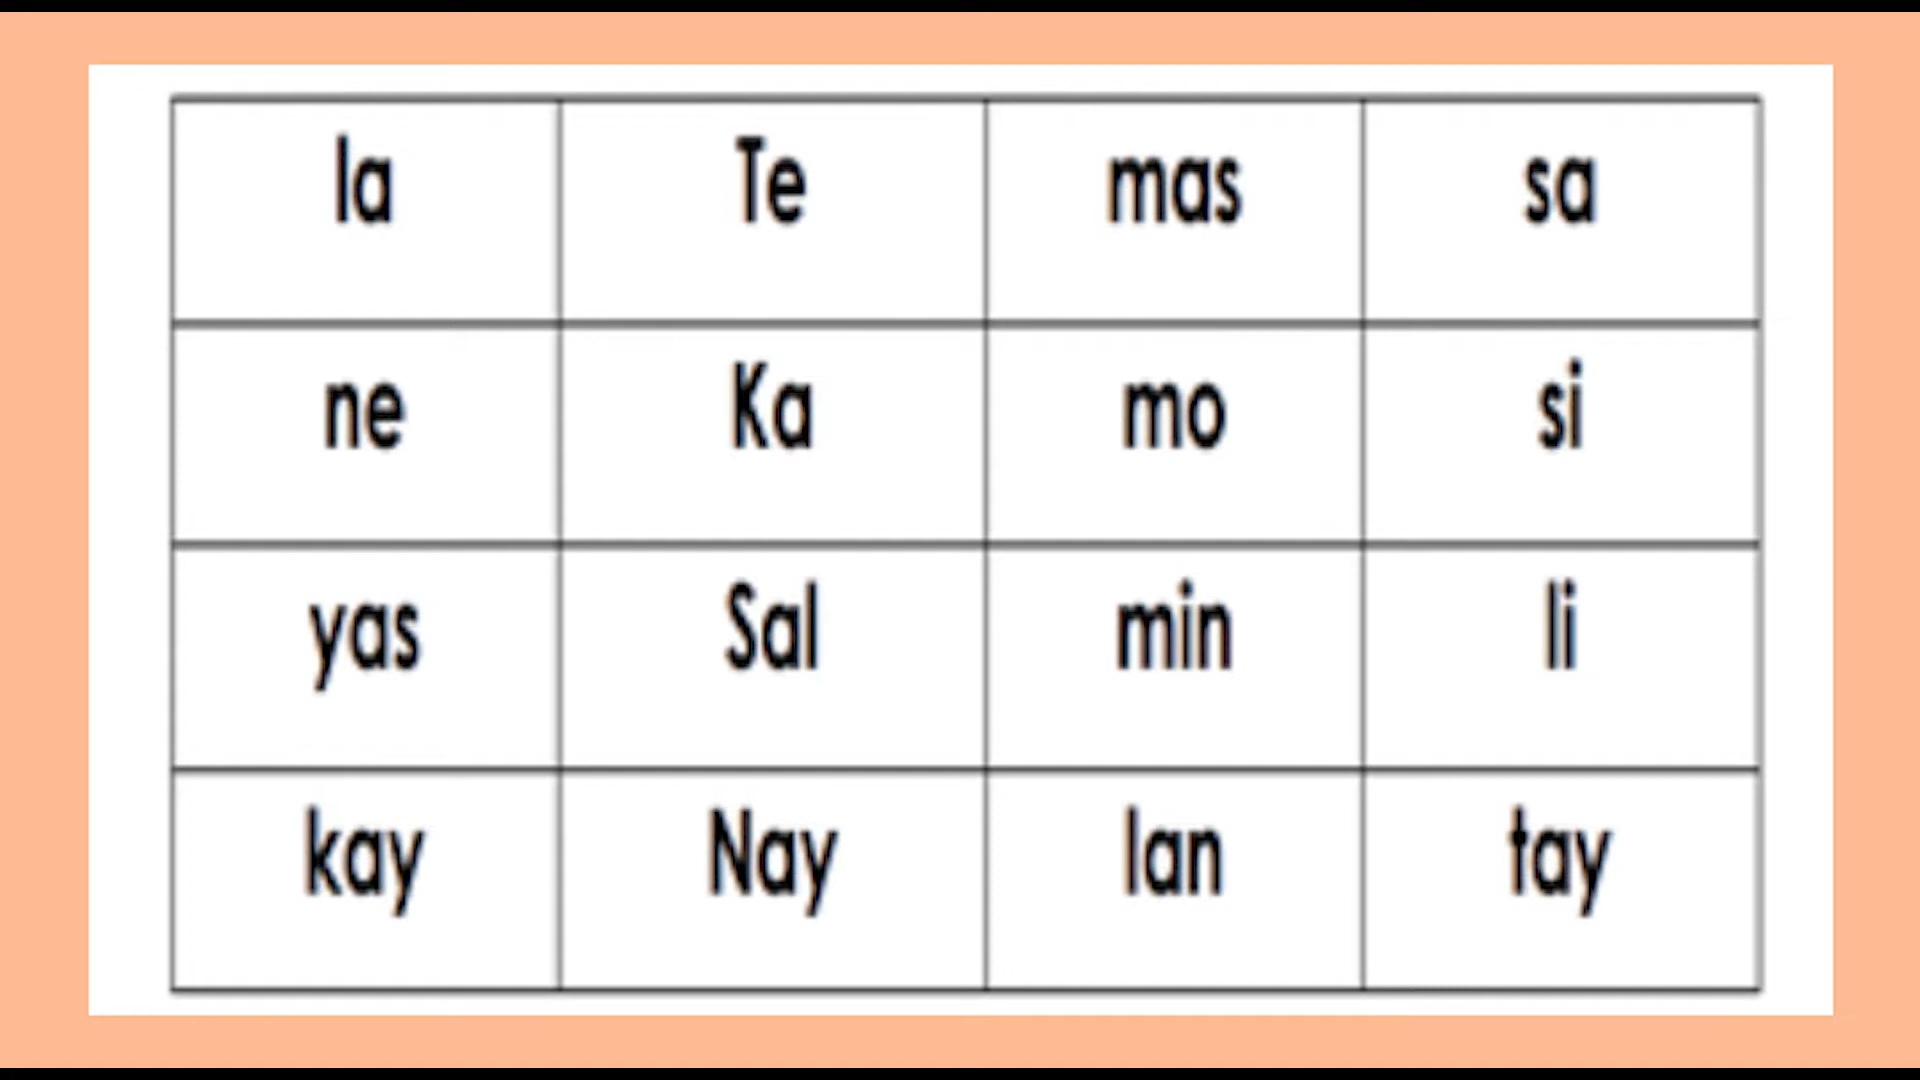 la Te mas sa
ne Ka mo si
yas Sal min li
kay Nay lan tay